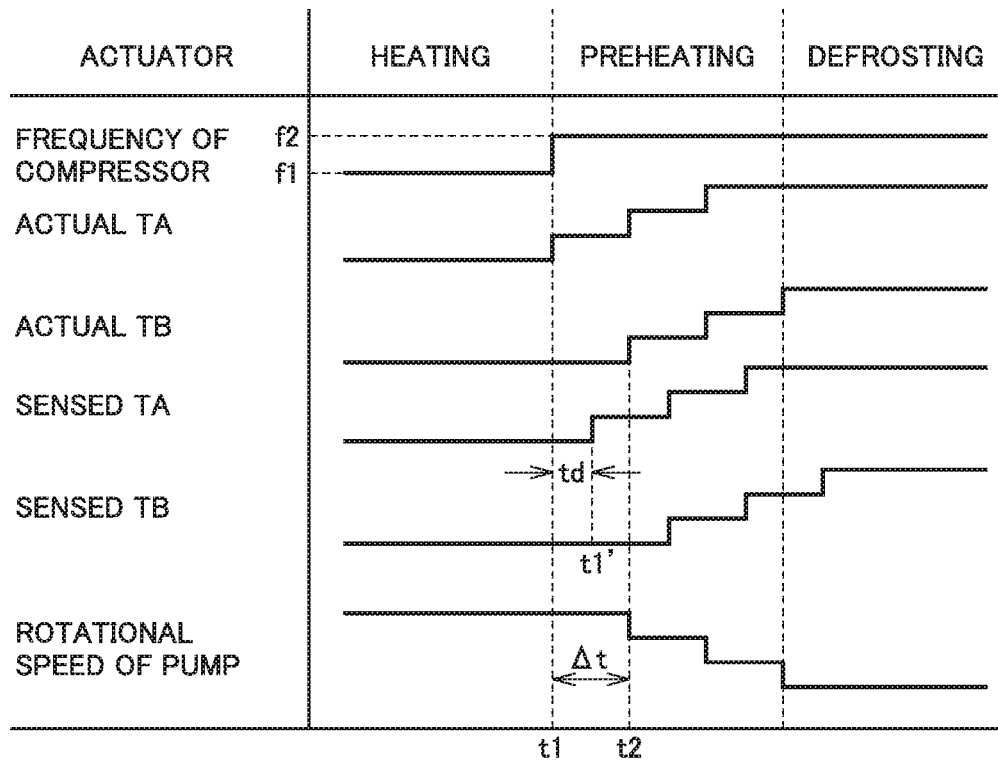 ACTUATOR HEATING PREHEATING DEFROSTING
FREQUENCY OF
COMPRESSOR
f2
f1
ACTUAL TA
ACTUAL TB
SENSED TA
td
SENSED TB
t1’
ROTATIONAL
SPEED OF PUMP
Δt
t1 t2